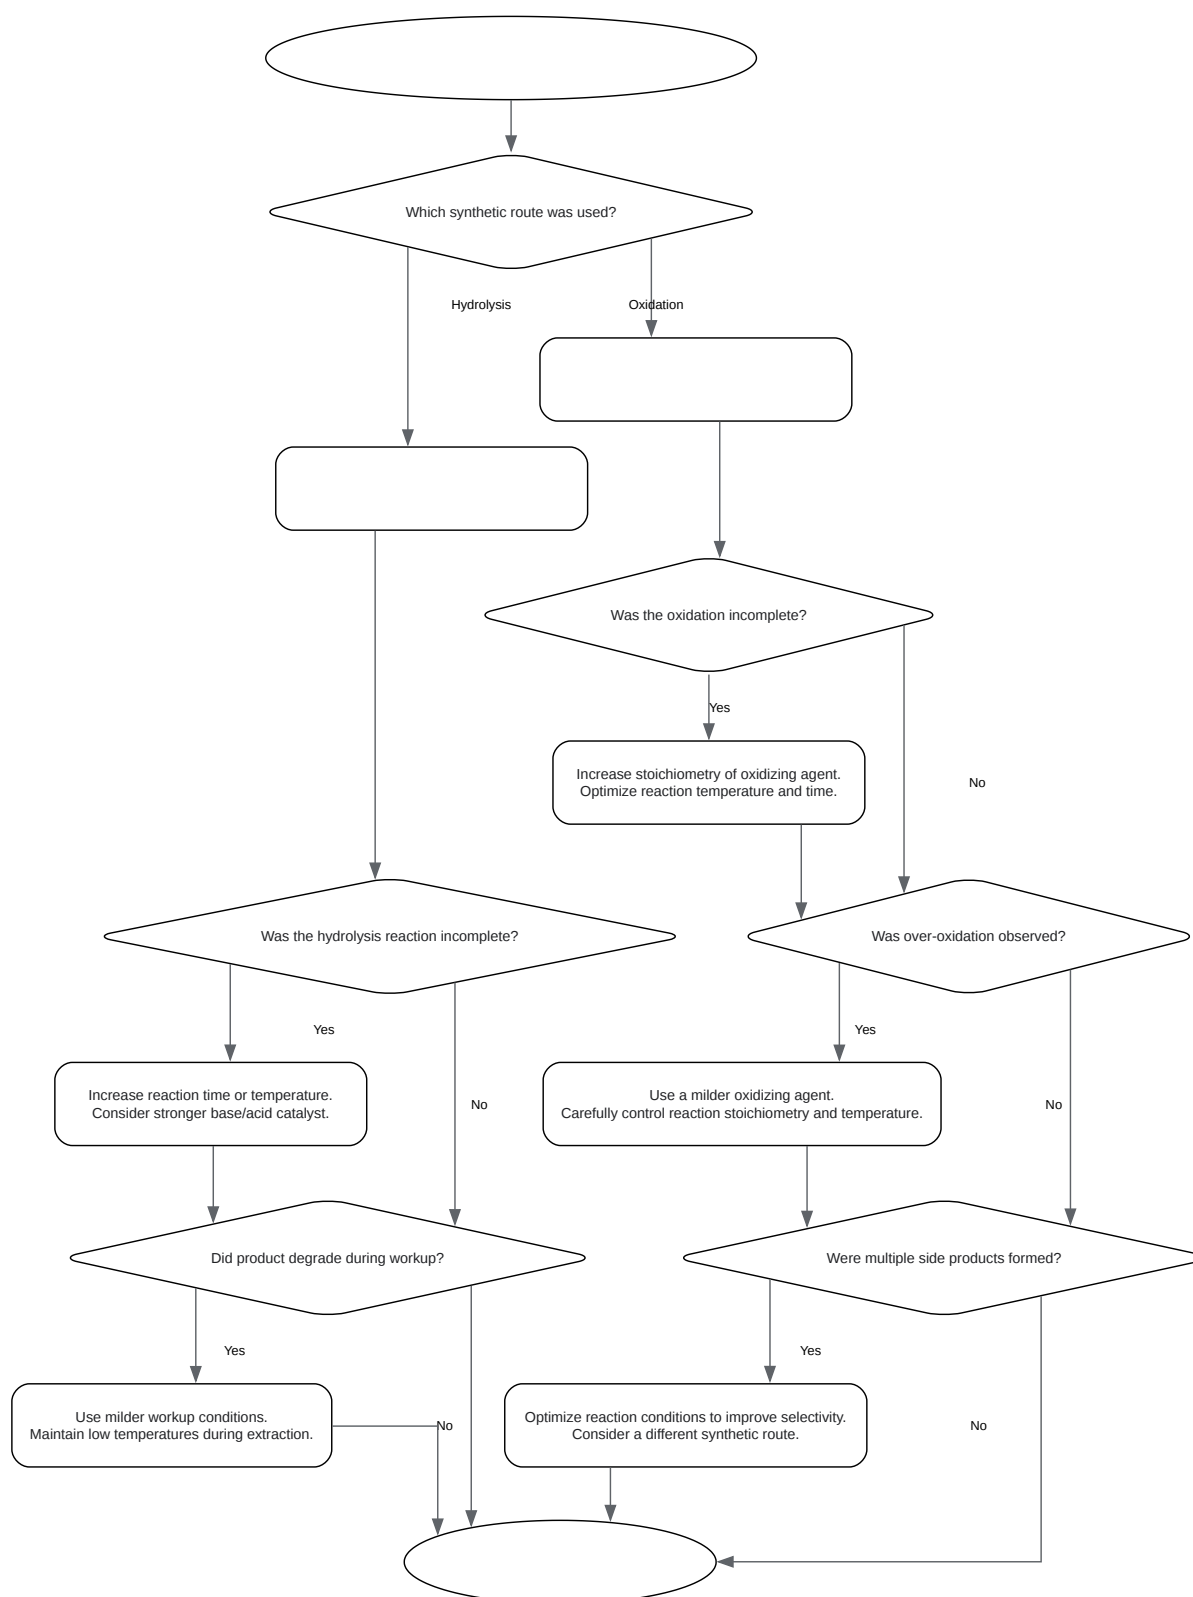 Which synthetic route was used?
Hydrolysis
Oxidation
Was the oxidation incomplete?
Yes
Increase stoichiometry of oxidizing agent.
Optimize reaction temperature and time.
No
Was the hydrolysis reaction incomplete?
Was over-oxidation observed?
Yes
Yes
Increase reaction time or temperature.
Consider stronger base/acid catalyst.
No
Use a milder oxidizing agent.
Carefully control reaction stoichiometry and temperature.
No
Did product degrade during workup?
Were multiple side products formed?
Yes
Yes
Use milder workup conditions.
Maintain low temperatures during extraction.
No
Optimize reaction conditions to improve selectivity.
Consider a different synthetic route.
No